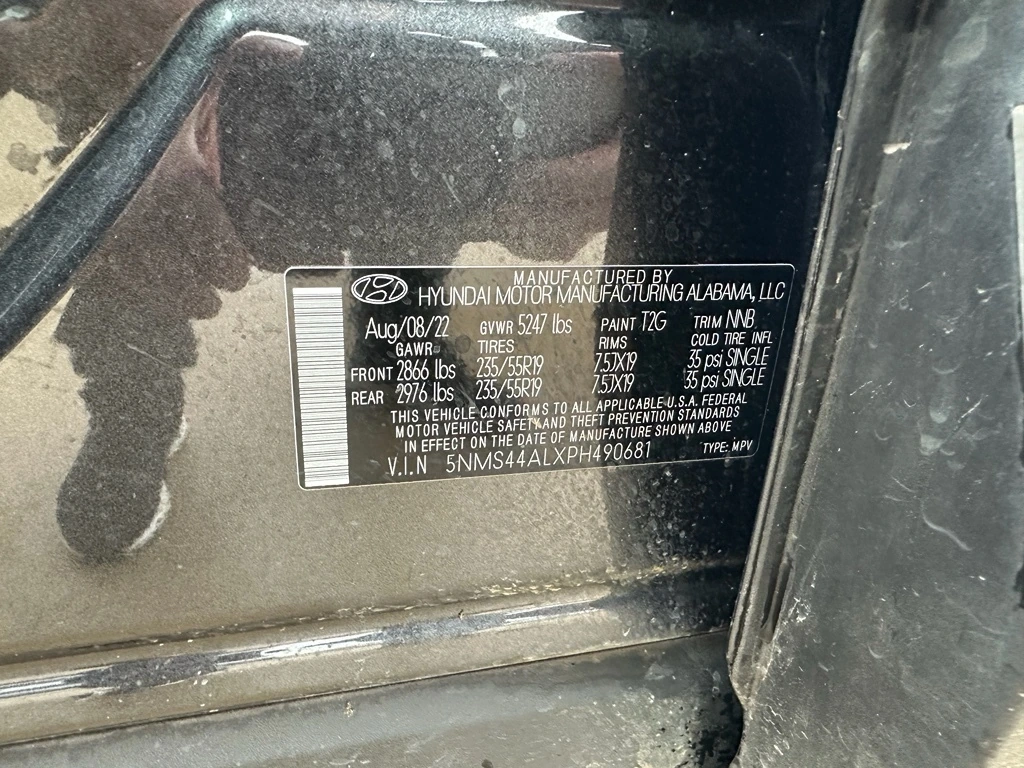 MANUFACTURED BY
HYUNDAI MOTOR MANUFACTURING ALABAMA, LLC
Aug/08/22 GVWR 5247 lbs PAINT T2G TRIM NNB
GAWR TIRES RIMS COLD TIRE INFL
FRONT 2866 lbs 235/55R19 7.5JX19 35 psi SINGLE
REAR 2976 lbs 235/55R19 7.5JX19 35 psi SINGLE
THIS VEHICLE CONFORMS TO ALL APPLICABLE U.S.A. FEDERAL
MOTOR VEHICLE SAFETY AND THEFT PREVENTION STANDARDS
IN EFFECT ON THE DATE OF MANUFACTURE SHOWN ABOVE
V.I.N 5NMS44ALXPH490681 TYPE: MPV